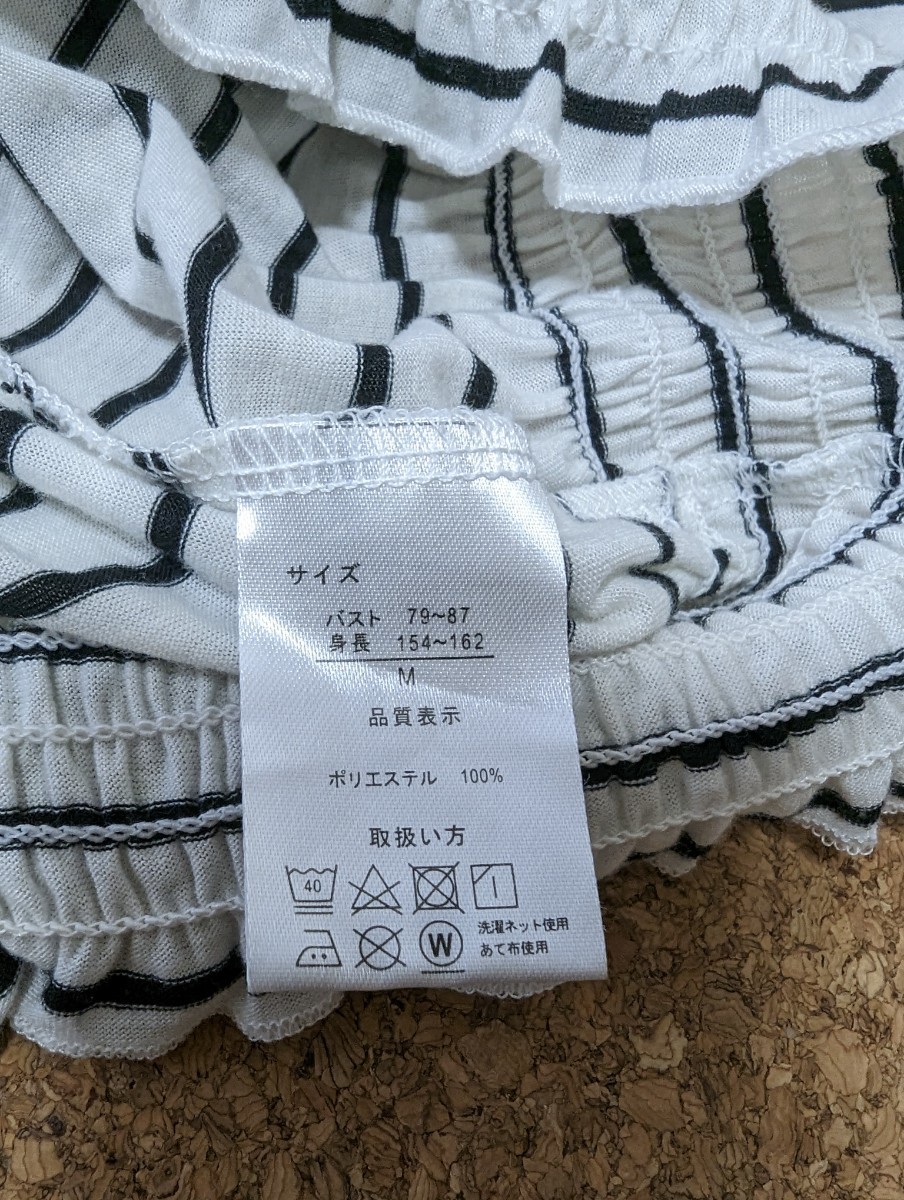 サイズ
バスト 79~87
身長 154~162
M
品質表示
ポリエステル 100%
取扱い方
40
W
洗濯ネット使用
あて布使用